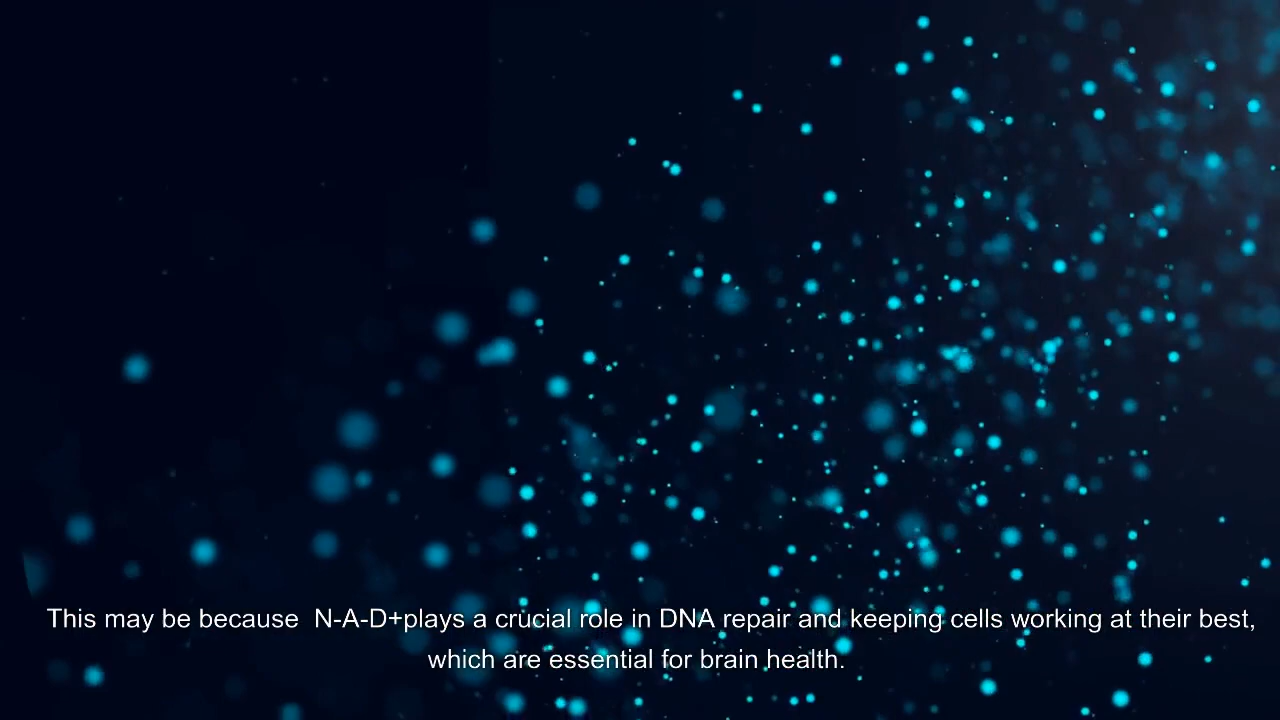 This may be because  N-A-D+plays a crucial role in DNA repair and keeping cells working at their best,
which are essential for brain health.